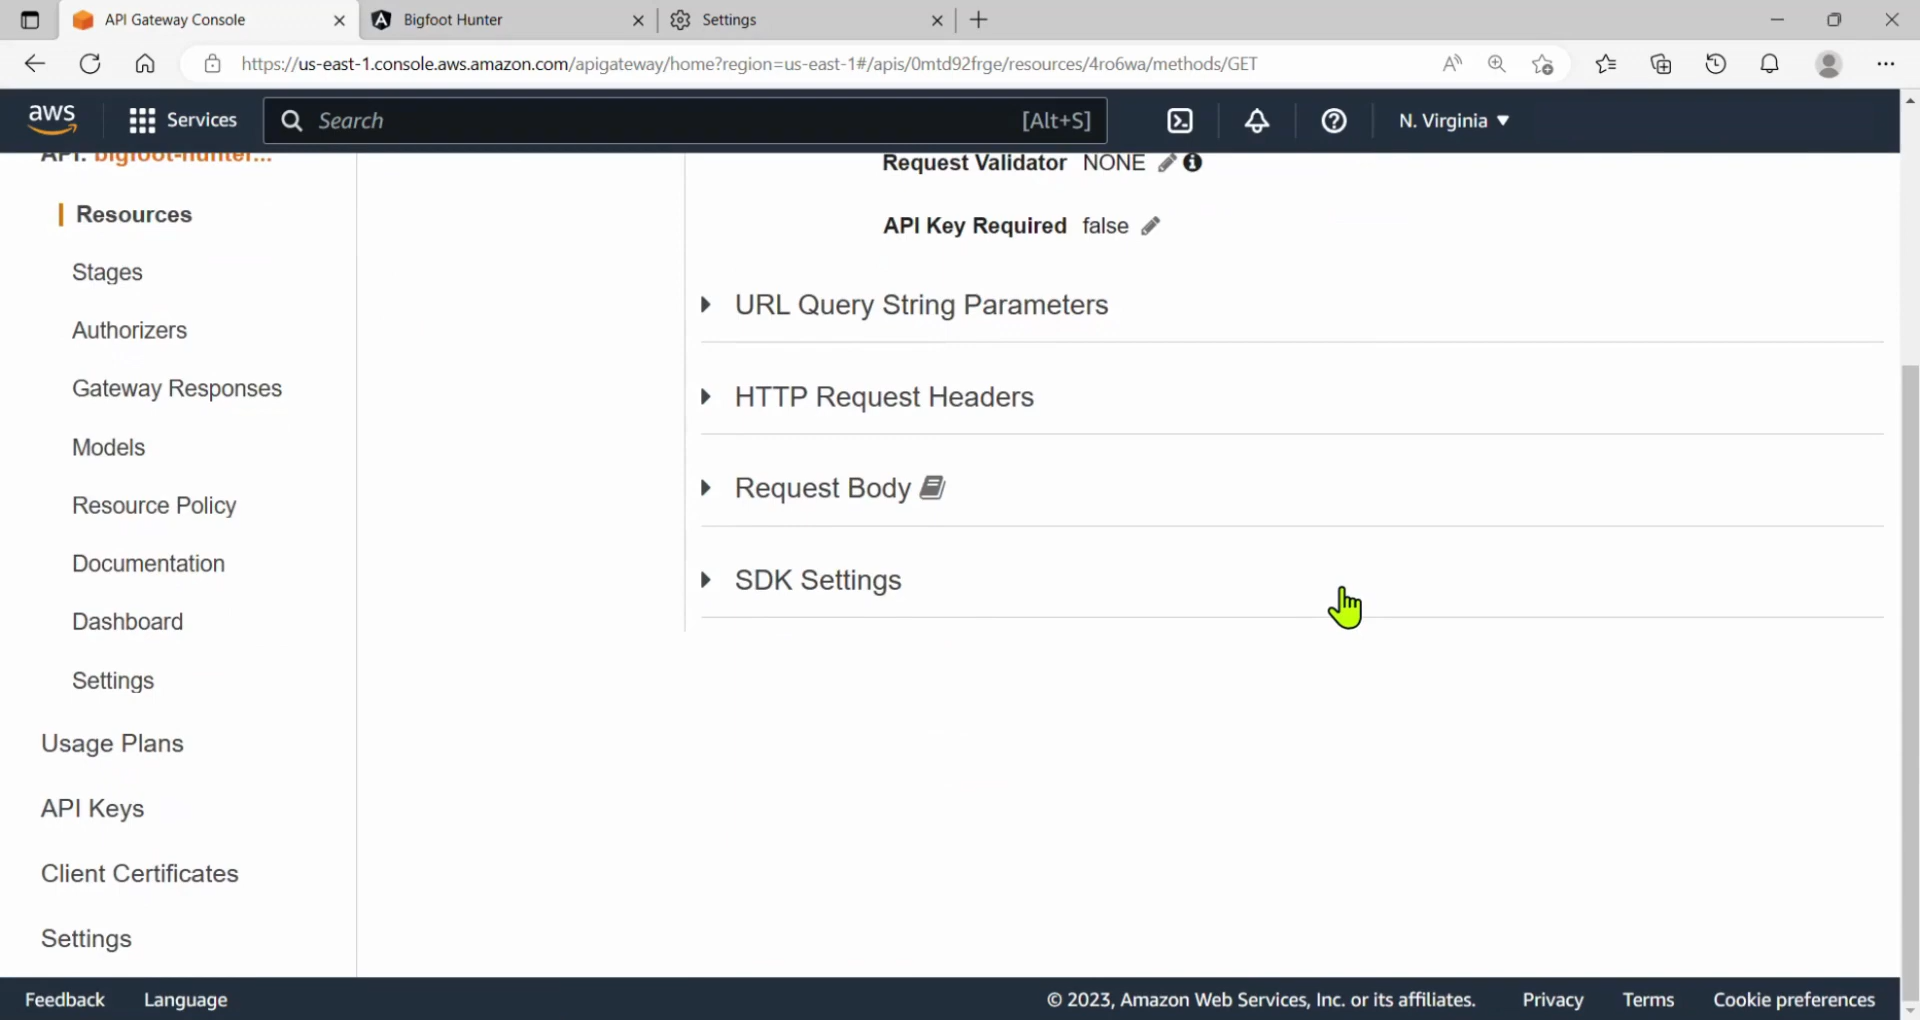 API Gateway Console
Bigfoot Hunter
Settings
https://us-east-1.console.aws.amazon.com/apigateway/home?region=us-east-1#/apis/0mtd92frge/resources/4ro6wa/methods/GET
aws
Services
Search
[Alt+S]
N. Virginia
API: bigfoot-hunter...
Resources
Stages
Authorizers
Gateway Responses
Models
Resource Policy
Documentation
Dashboard
Settings
Usage Plans
API Keys
Client Certificates
Settings
Request Validator NONE
API Key Required false
URL Query String Parameters
HTTP Request Headers
Request Body
SDK Settings
Feedback
Language
© 2023, Amazon Web Services, Inc. or its affiliates.
Privacy
Terms
Cookie preferences